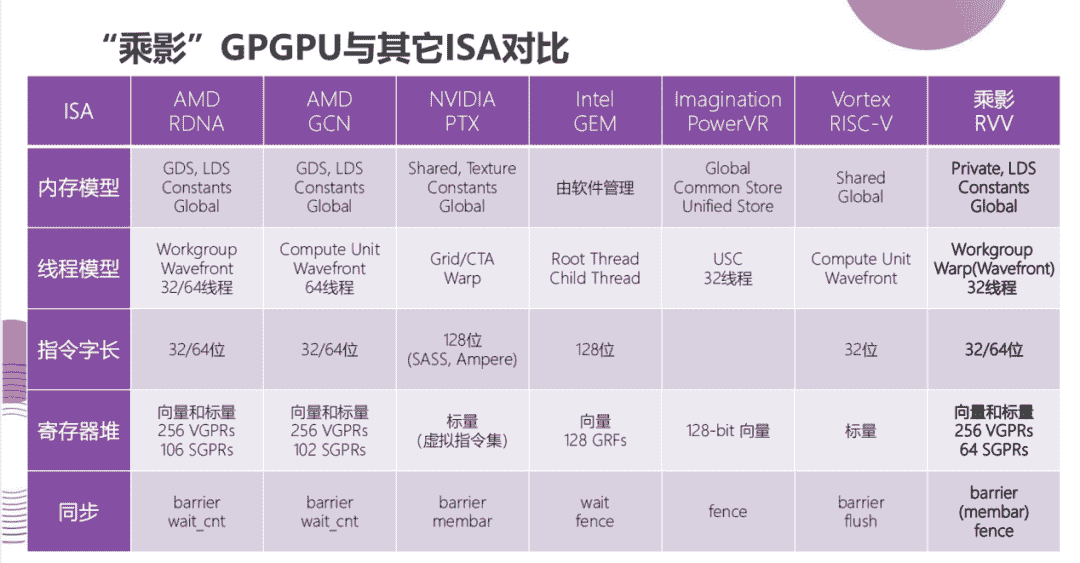 “乘影”GPGPU与其它ISA对比
ISA
AMD
RDNA
AMD
GCN
NVIDIA
PTX
Intel
GEM
Imagination
PowerVR
Vortex
RISC-V
乘影
RVV
内存模型
GDS, LDS
Constants
Global
GDS, LDS
Constants
Global
Shared, Texture
Constants
Global
由软件管理
Global
Common Store
Unified Store
Shared
Global
Private, LDS
Constants
Global
线程模型
Workgroup
Wavefront
32/64线程
Compute Unit
Wavefront
64线程
Grid/CTA
Warp
Root Thread
Child Thread
USC
32线程
Compute Unit
Wavefront
Workgroup
Warp(Wavefront)
32线程
指令字长
32/64位
32/64位
128位
(SASS, Ampere)
128位
32位
32/64位
寄存器堆
向量和标量
256 VGPRs
106 SGPRs
向量和标量
256 VGPRs
102 SGPRs
标量
(虚拟指令集)
向量
128 GRFs
128-bit 向量
标量
向量和标量
256 VGPRs
64 SGPRs
同步
barrier
wait_cnt
barrier
wait_cnt
barrier
membar
wait
fence
fence
barrier
flush
barrier
(membar)
fence